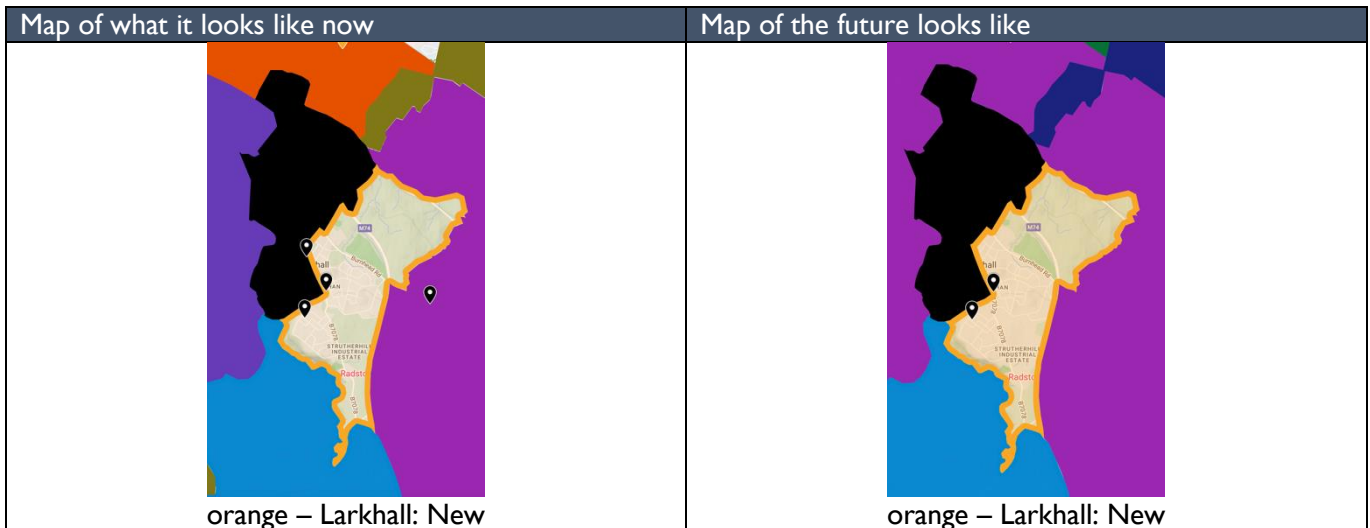 Map of what it looks like now
Map of the future looks like
M74
hall
Burnhead Rd
B7078
STRUTHERHILL
INDUSTRIAL
ESTATE
Radsto
B7078
orange – Larkhall: New
M74
hall
Burnhead Rd
B7078
STRUTHERHILL
INDUSTRIAL
ESTATE
Radsto
B7078
orange – Larkhall: New